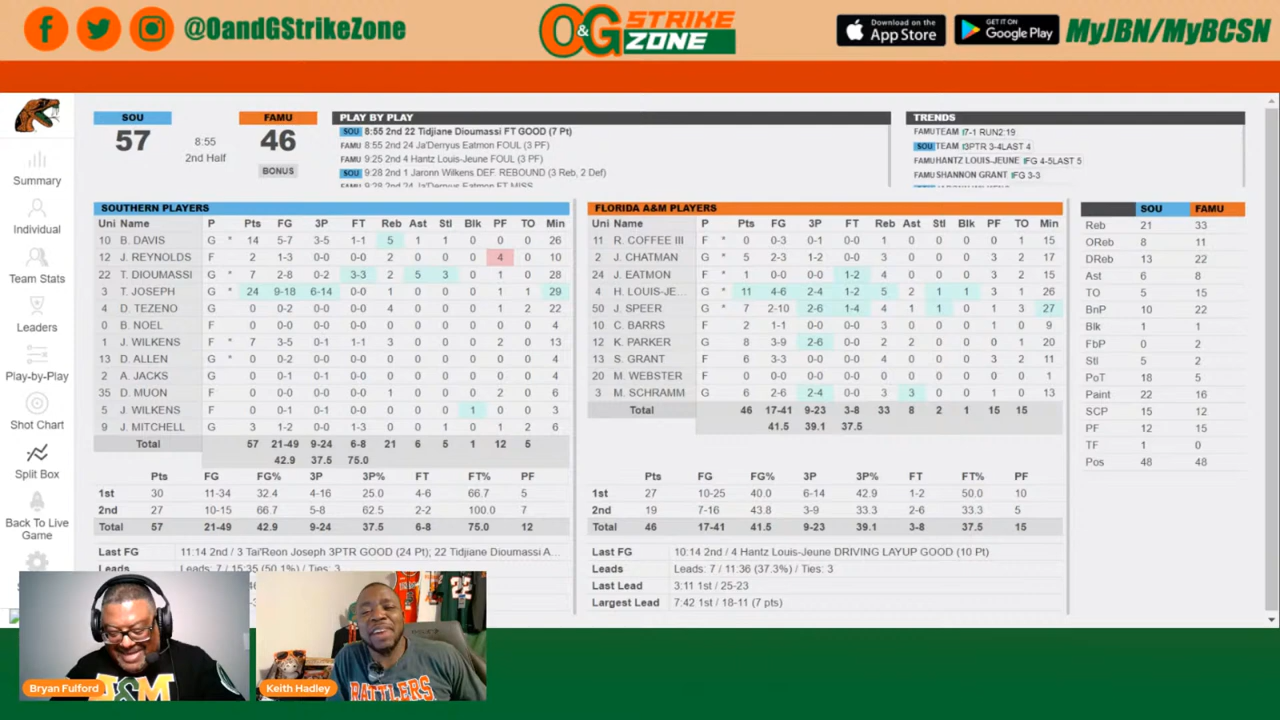 @OandGStrikeZone
O&G STRIKE ZONE
Download on the App Store
GET IT ON Google Play
MyJBN/MyBCSN
SOU
57
8:55
2nd Half
FAMU
46
BONUS
PLAY BY PLAY
SOU 8:55 2nd 22 Tidjiane Dioumassi FT GOOD (7 Pt)
FAMU 8:55 2nd 24 Ja'Derryus Eatmon FOUL (3 PF)
FAMU 9:25 2nd 4 Hantz Louis-Jeune FOUL (3 PF)
SOU 9:28 2nd 1 Jaronn Wilkens DEF. REBOUND (3 Reb, 2 Def)
FAMU 9:28 2nd 24 Ja'Derryus Eatmon FT MISS
TRENDS
FAMU TEAM 7-1 RUN 2:19
SOU TEAM 3PTR 3-4 LAST 4
FAMU HANTZ LOUIS-JEUNE FG 4-5 LAST 5
FAMU SHANNON GRANT FG 3-3
Summary
Individual
Team Stats
Leaders
Play-by-Play
Shot Chart
Split Box
Back To Live Game
SOUTHERN PLAYERS
Uni Name P Pts FG 3P FT Reb Ast Stl Blk PF TO Min
10 B. DAVIS G * 14 5-7 3-5 1-1 5 1 1 0 0 0 26
12 J. REYNOLDS F 2 1-3 0-0 0-0 2 0 0 0 4 1 10
22 T. DIOUMASSI G * 7 2-8 0-2 3-3 2 5 3 0 1 0 28
3 T. JOSEPH G * 24 9-18 6-14 0-0 1 0 0 0 1 1 29
4 D. TEZENO G 0 0-2 0-0 0-0 4 0 0 0 1 2 22
0 B. NOEL F 0 0-0 0-0 0-0 0 0 0 0 0 0 4
1 J. WILKENS F * 7 3-5 0-1 1-1 3 0 0 0 2 0 13
13 D. ALLEN G * 0 0-2 0-0 0-0 0 0 0 0 0 0 4
2 A. JACKS G 0 0-1 0-1 0-0 0 0 0 0 0 0 4
35 D. MUON F 0 0-0 0-0 0-0 1 0 0 0 2 0 6
5 J. WILKENS F 0 0-1 0-1 0-0 0 0 0 1 0 0 3
9 J. MITCHELL G 3 1-2 0-0 1-3 0 0 0 0 1 2 6
Total 57 21-49 9-24 6-8 21 6 5 1 12 5
42.9 37.5 75.0
Pts FG FG% 3P 3P% FT FT% PF
1st 30 11-34 32.4 4-16 25.0 4-6 66.7 5
2nd 27 10-15 66.7 5-8 62.5 2-2 100.0 7
Total 57 21-49 42.9 9-24 37.5 6-8 75.0 12
Last FG 11:14 2nd / 3 Tai'Reon Joseph 3PTR GOOD (24 Pt); 22 Tidjiane Dioumassi A...
Leads 7 / 15:35 (50.1%) / Ties: 3
FLORIDA A&M PLAYERS
Uni Name P Pts FG 3P FT Reb Ast Stl Blk PF TO Min
11 R. COFFEE III F * 0 0-3 0-1 0-0 1 0 0 0 0 1 15
2 J. CHATMAN G * 5 2-3 1-2 0-0 4 0 0 0 3 2 17
24 J. EATMON F * 1 0-0 0-0 1-2 4 0 0 0 3 2 15
4 H. LOUIS-JE... G * 11 4-6 2-4 1-2 5 2 1 1 3 1 26
50 J. SPEER G * 7 2-10 2-6 1-4 4 1 1 0 1 3 27
10 C. BARRS F 2 1-1 0-0 0-0 3 0 0 0 1 0 9
12 K. PARKER G 8 3-9 2-6 0-0 2 2 0 0 1 3 20
13 S. GRANT F 6 3-3 0-0 0-0 4 0 0 0 3 2 11
20 M. WEBSTER F 0 0-0 0-0 0-0 0 0 0 0 0 0 1
3 M. SCHRAMM G 6 2-6 2-4 0-0 1 3 0 0 0 1 13
Total 46 17-41 9-23 3-8 33 8 2 1 15 15
41.5 39.1 37.5
Pts FG FG% 3P 3P% FT FT% PF
1st 27 10-25 40.0 6-14 42.9 1-2 50.0 10
2nd 19 7-16 43.8 3-9 33.3 2-6 33.3 5
Total 46 17-41 41.5 9-23 39.1 3-8 37.5 15
Last FG 10:14 2nd / 4 Hantz Louis-Jeune DRIVING LAYUP GOOD (10 Pt)
Leads 7 / 11:36 (37.3%) / Ties: 3
Last Lead 3:11 1st / 25-23
Largest Lead 7:42 1st / 18-11 (7 pts)
SOU FAMU
Reb 21 33
OReb 8 11
DReb 13 22
Ast 6 8
TO 5 15
BnP 10 22
Blk 1 1
FbP 0 2
Stl 5 2
PoT 18 5
Paint 22 16
SCP 15 12
PF 12 15
TF 1 0
Pos 48 48
Bryan Fulford
Keith Hadley
A&M
RATTLERS